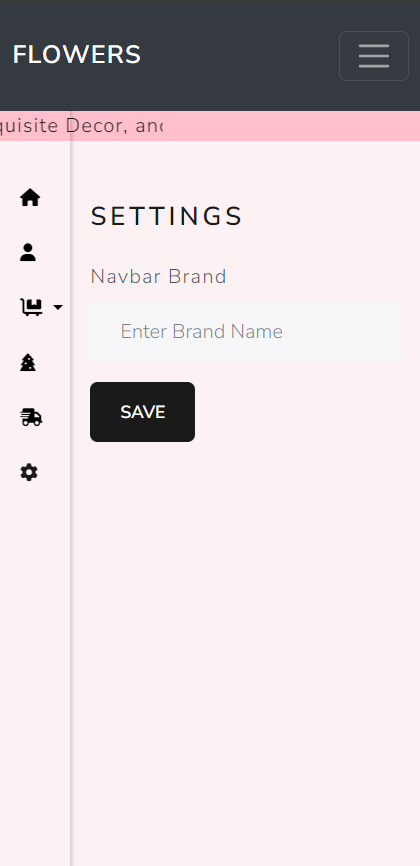 FLOWERS
quisite Decor, and
SETTINGS
Navbar Brand
Enter Brand Name
SAVE